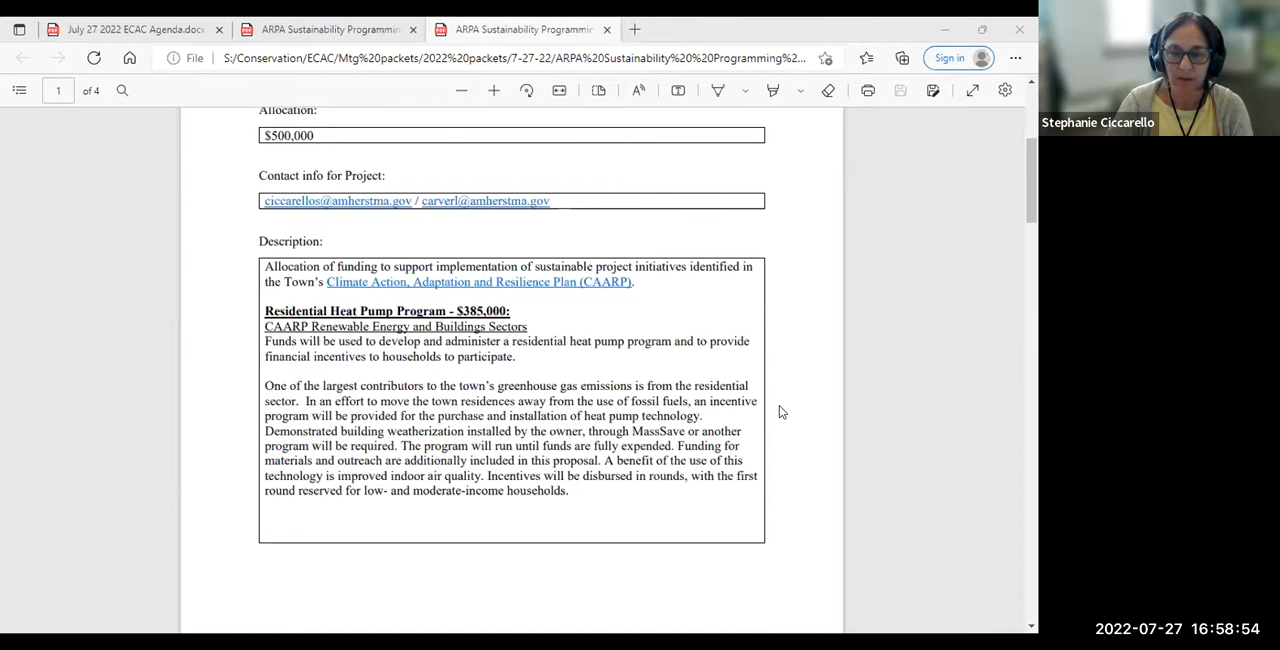 July 27 2022 ECAC Agenda.docx
ARPA Sustainability Programmin
ARPA Sustainability Programmin
File
S:/Conservation/ECAC/Mtg%20packets/2022%20packets/7-27-22/ARPA%20Sustainability%20%20Programming%2...
Sign in
1 of 4
Allocation:
$500,000
Contact info for Project:
ciccarellos@amherstma.gov / carverl@amherstma.gov
Description:
Allocation of funding to support implementation of sustainable project initiatives identified in
the Town's Climate Action, Adaptation and Resilience Plan (CAARP).
Residential Heat Pump Program - $385,000:
CAARP Renewable Energy and Buildings Sectors
Funds will be used to develop and administer a residential heat pump program and to provide
financial incentives to households to participate.
One of the largest contributors to the town's greenhouse gas emissions is from the residential
sector.  In an effort to move the town residences away from the use of fossil fuels, an incentive
program will be provided for the purchase and installation of heat pump technology.
Demonstrated building weatherization installed by the owner, through MassSave or another
program will be required. The program will run until funds are fully expended. Funding for
materials and outreach are additionally included in this proposal. A benefit of the use of this
technology is improved indoor air quality. Incentives will be disbursed in rounds, with the first
round reserved for low- and moderate-income households.
Stephanie Ciccarello
2022-07-27 16:58:54